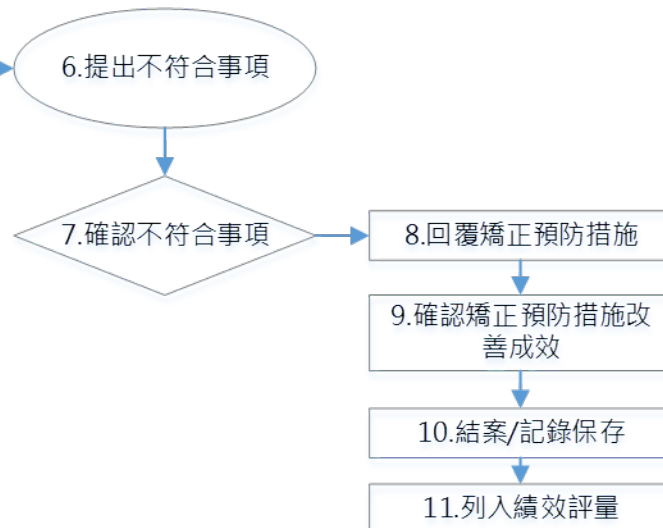 6.提出不符合事項
7.確認不符合事項
8.回覆矯正預防措施
9.確認矯正預防措施改
善成效
10.結案/記錄保存
11.列入績效評量